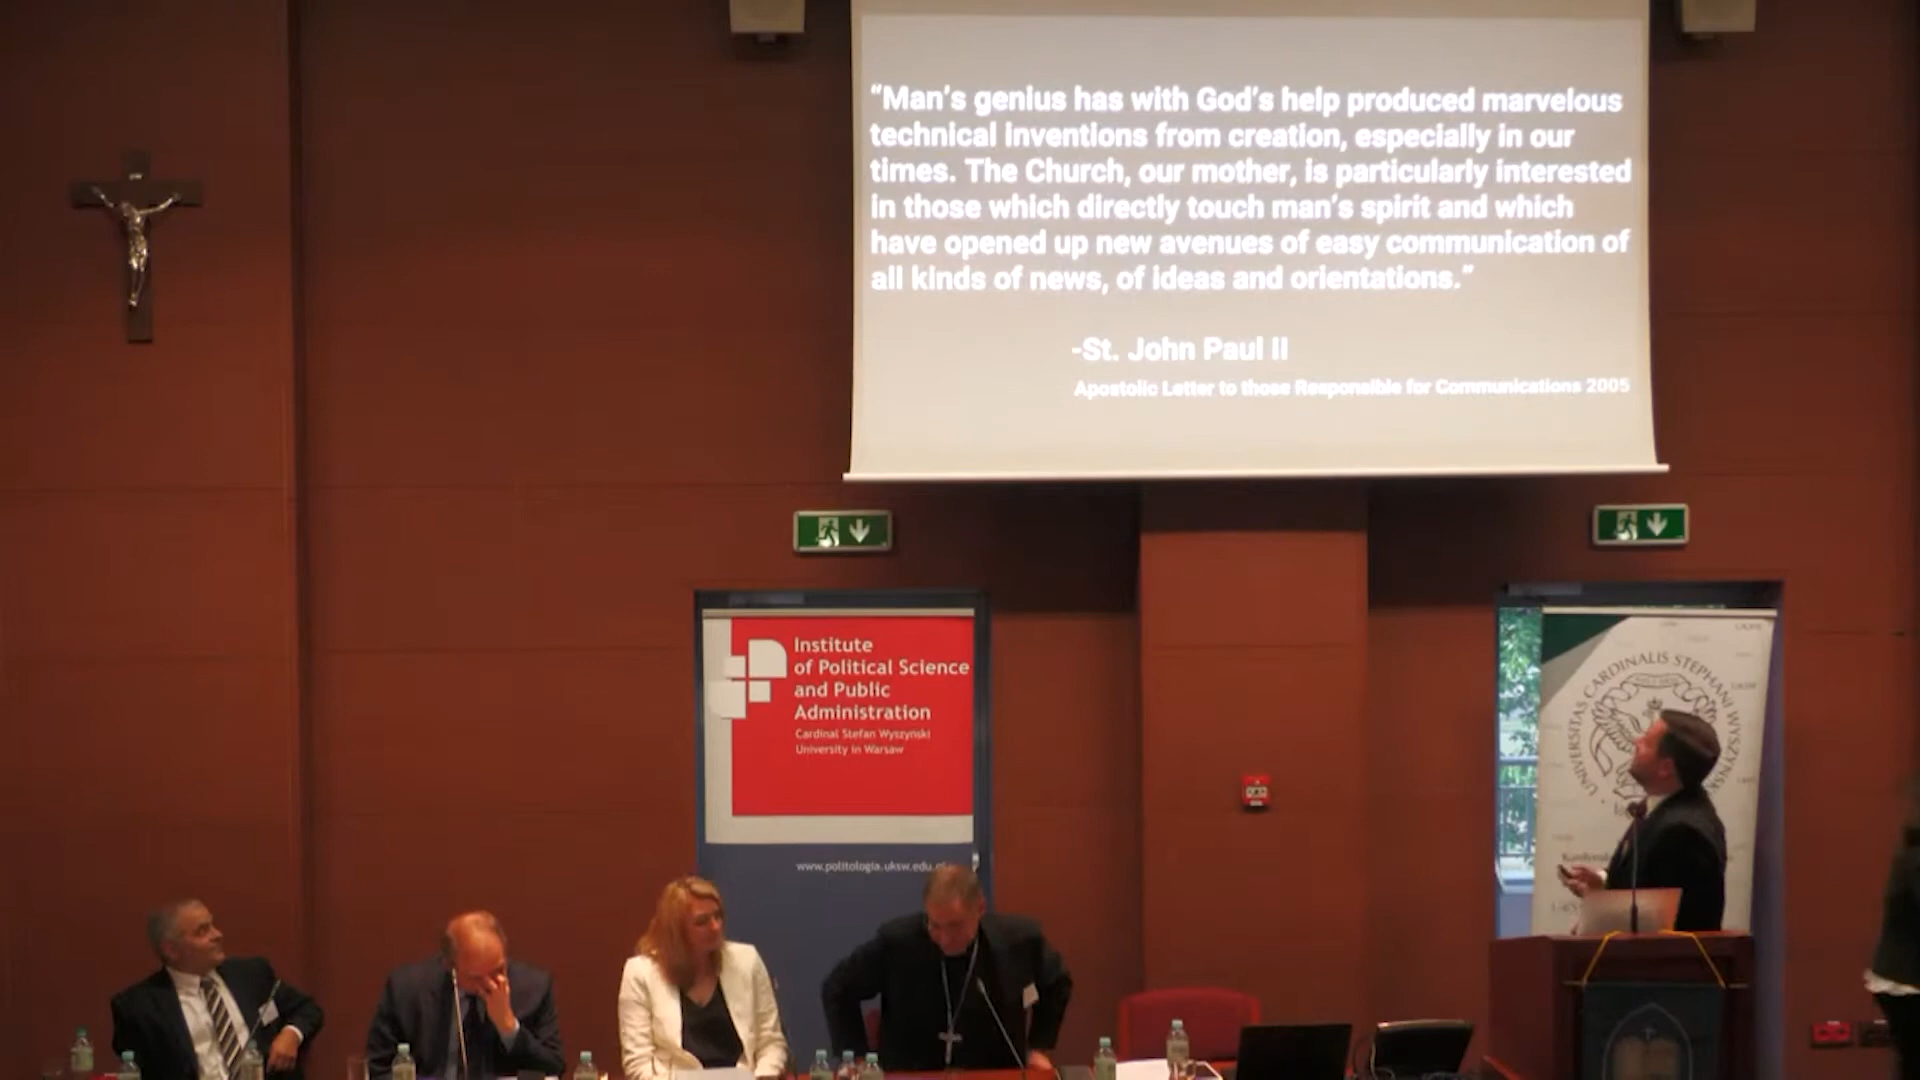 “Man’s genius has with God’s help produced marvelous
technical inventions from creation, especially in our
times. The Church, our mother, is particularly interested
in those which directly touch man’s spirit and which
have opened up new avenues of easy communication of
all kinds of news, of ideas and orientations.”
-St. John Paul II
Apostolic Letter to those Responsible for Communications 2005
Institute
of Political Science
and Public
Administration
Cardinal Stefan Wyszynski
University in Warsaw
www.politologia.uksw.edu
UNIVERSITAS CARDINALIS STEPHANI WYSZYŃSKI